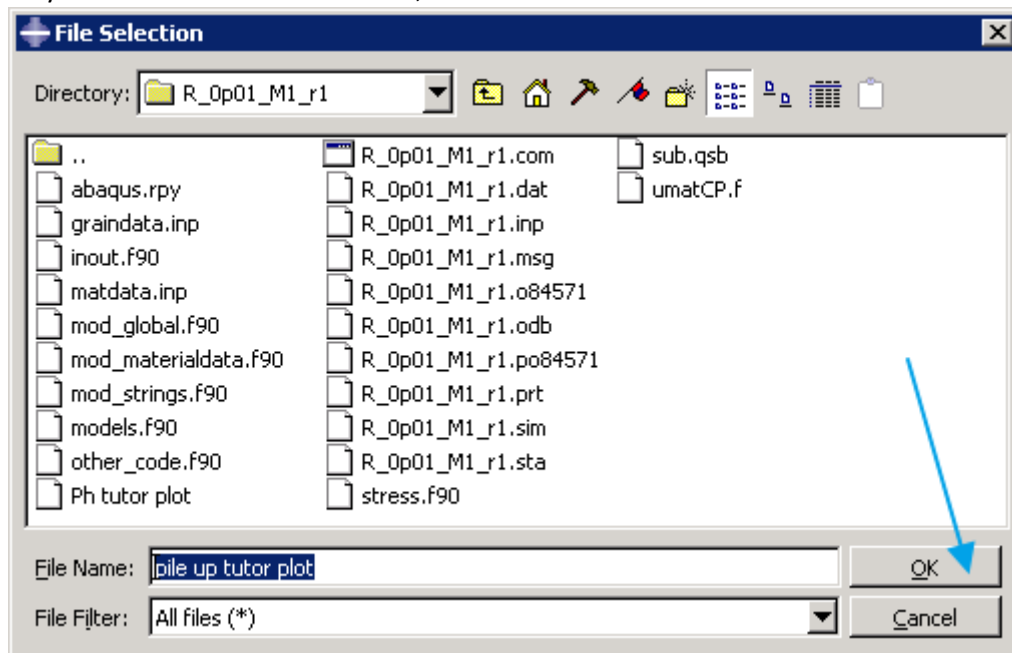 File Selection
Directory: R_0p01_M1_r1
..
abaqus.rpy
graindata.inp
inout.f90
matdata.inp
mod_global.f90
mod_materialdata.f90
mod_strings.f90
models.f90
other_code.f90
Ph tutor plot
R_0p01_M1_r1.com
R_0p01_M1_r1.dat
R_0p01_M1_r1.inp
R_0p01_M1_r1.msg
R_0p01_M1_r1.o84571
R_0p01_M1_r1.odb
R_0p01_M1_r1.po84571
R_0p01_M1_r1.prt
R_0p01_M1_r1.sim
R_0p01_M1_r1.sta
stress.f90
sub.qsb
umatCP.f
File Name: pile up tutor plot
OK
File Filter: All files (*)
Cancel